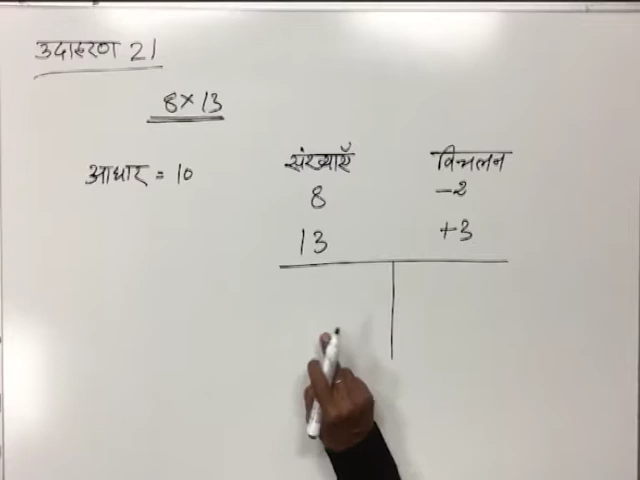 उदाहरण 21
8 × 13
आधार = 10
संख्याएँ विचलन
8 -2
13 +3